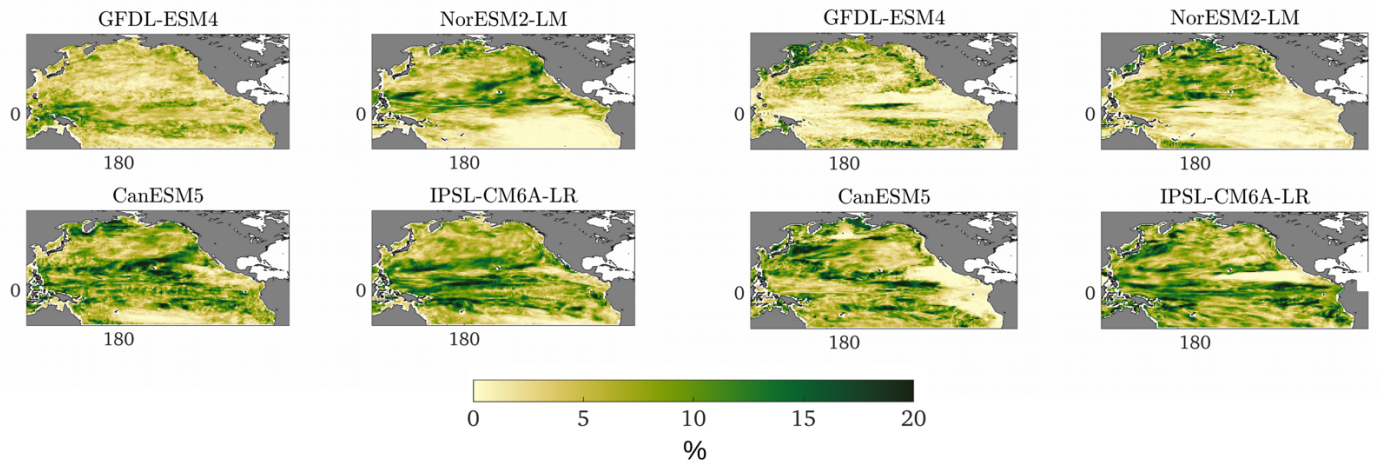 GFDL-ESM4 NorESM2-LM GFDL-ESM4 NorESM2-LM
0 0 0 0
180 180 180 180
CanESM5 IPSL-CM6A-LR CanESM5 IPSL-CM6A-LR
0 0 0 0
180 180 180 180
0 5 10 15 20
%